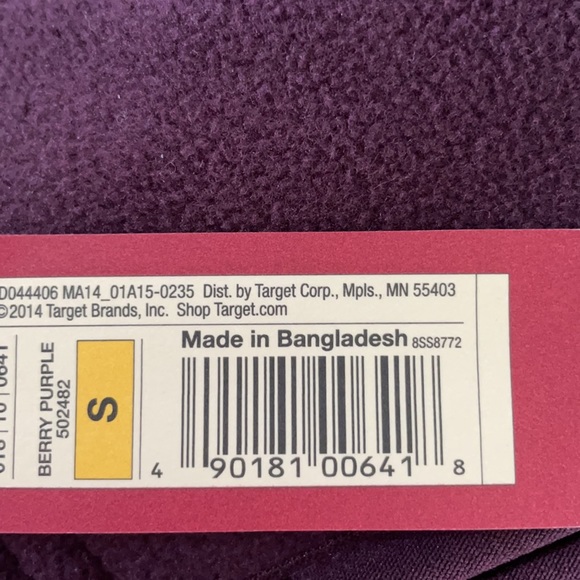 D044406 MA14_01A15-0235 Dist. by Target Corp., Mpls., MN 55403
©2014 Target Brands, Inc. Shop Target.com
Made in Bangladesh 8SS8772
BERRY PURPLE
502482
S
4 90181 00641 8